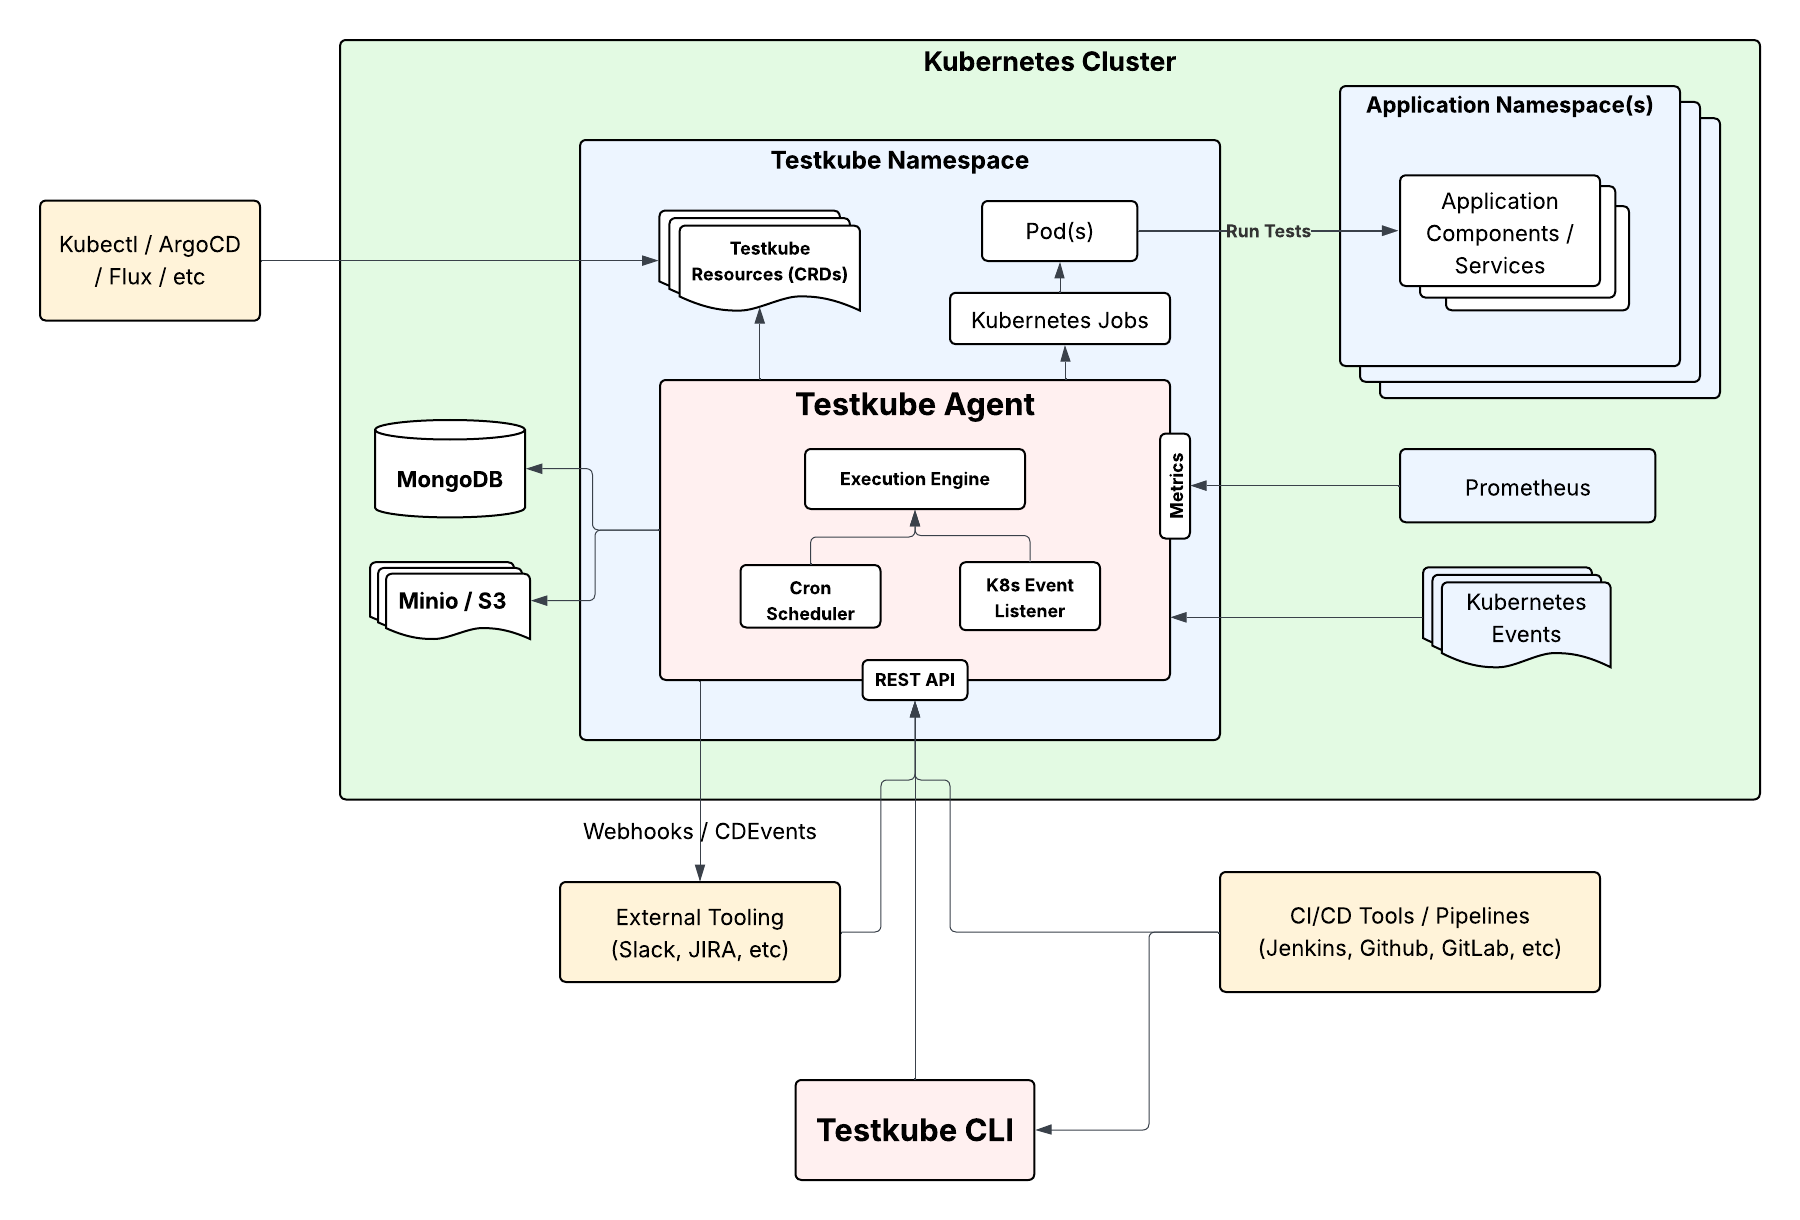 Kubernetes Cluster
Application Namespace(s)
Testkube Namespace
Kubectl / ArgoCD
/ Flux / etc
Testkube
Resources (CRDs)
Pod(s)
Run Tests
Application
Components /
Services
Kubernetes Jobs
Testkube Agent
MongoDB
Execution Engine
Metrics
Prometheus
Minio / S3
Cron
Scheduler
K8s Event
Listener
Kubernetes
Events
REST API
Webhooks / CDEvents
External Tooling
(Slack, JIRA, etc)
CI/CD Tools / Pipelines
(Jenkins, Github, GitLab, etc)
Testkube CLI